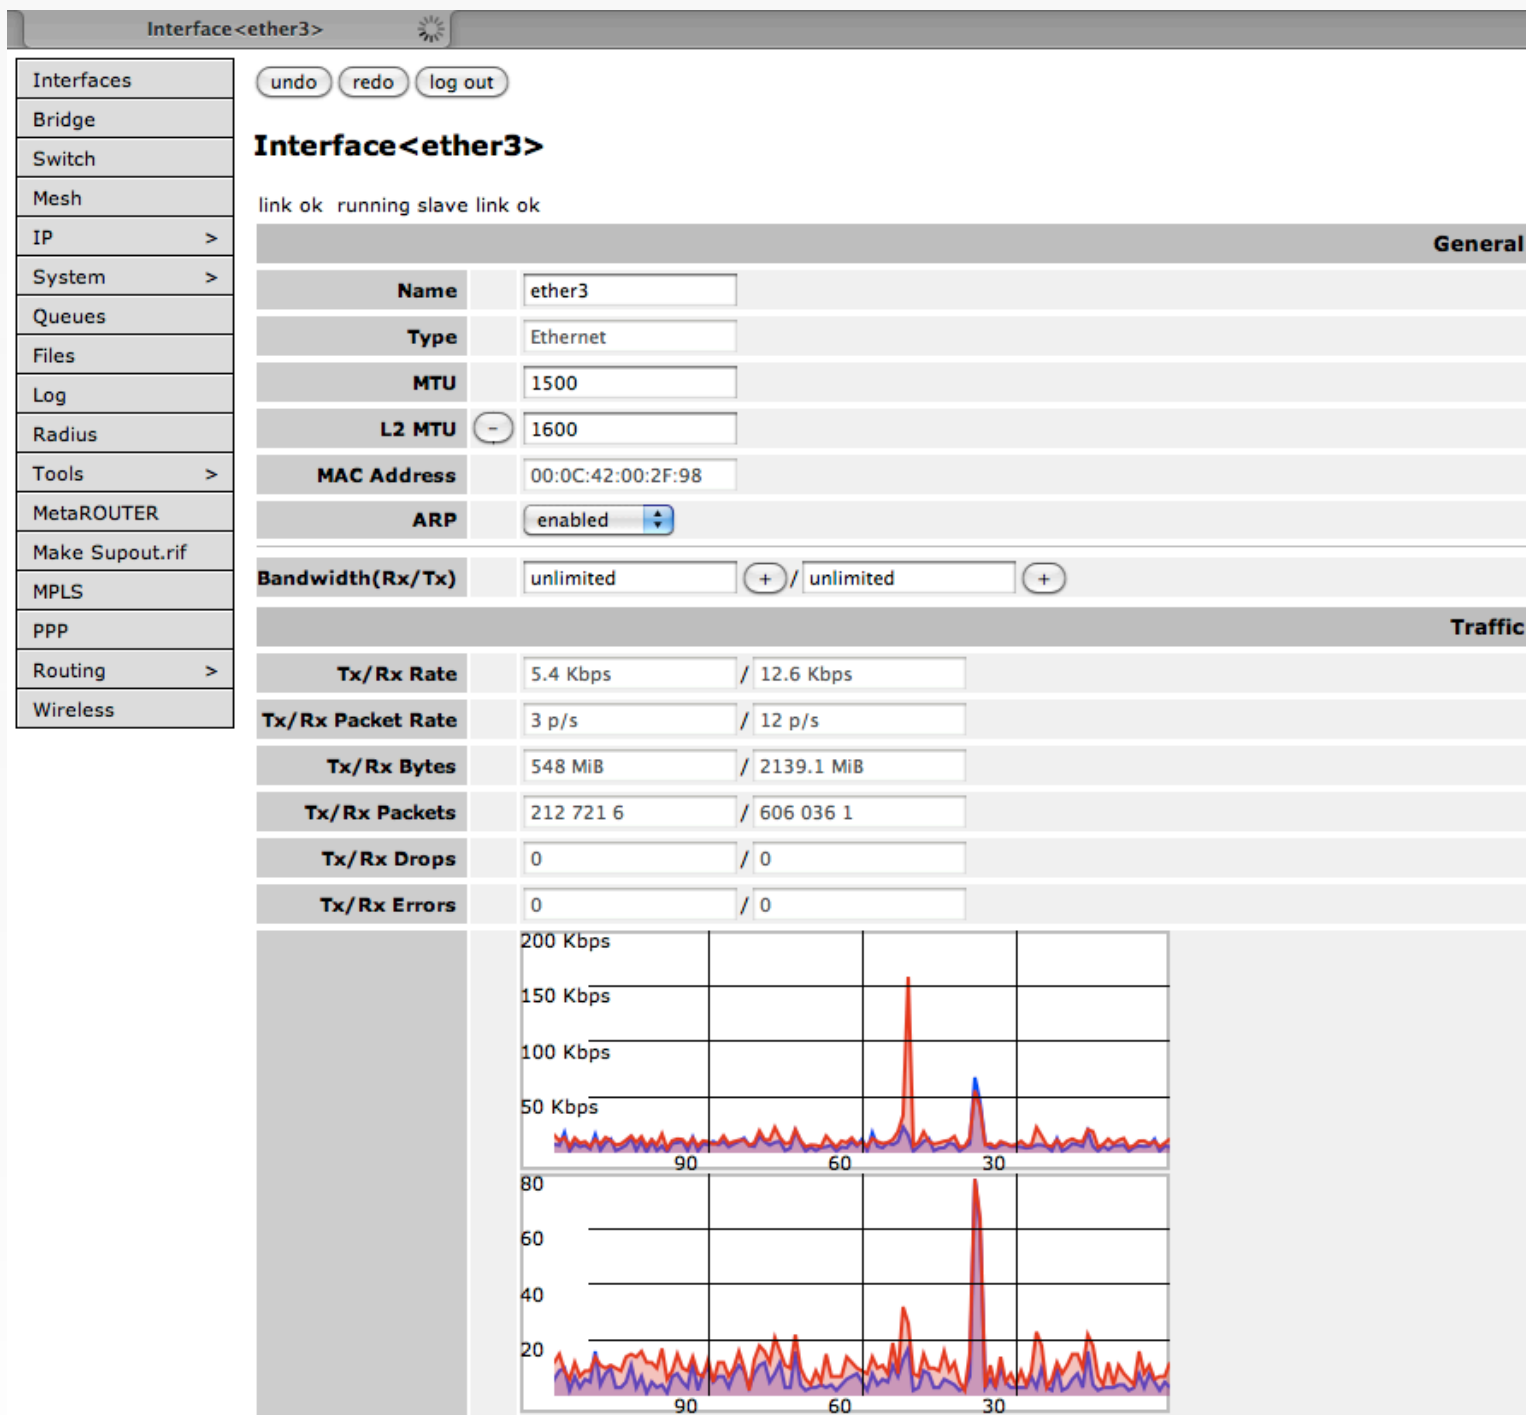 Interface<ether3>
Interfaces
Bridge
Switch
Mesh
IP >
System >
Queues
Files
Log
Radius
Tools >
MetaROUTER
Make Supout.rif
MPLS
PPP
Routing >
Wireless
undo redo log out
Interface<ether3>
link ok running slave link ok
General
Name ether3
Type Ethernet
MTU 1500
L2 MTU - 1600
MAC Address 00:0C:42:00:2F:98
ARP enabled
Bandwidth(Rx/Tx) unlimited + / unlimited +
Traffic
Tx/Rx Rate 5.4 Kbps / 12.6 Kbps
Tx/Rx Packet Rate 3 p/s / 12 p/s
Tx/Rx Bytes 548 MiB / 2139.1 MiB
Tx/Rx Packets 212 721 6 / 606 036 1
Tx/Rx Drops 0 / 0
Tx/Rx Errors 0 / 0
200 Kbps
150 Kbps
100 Kbps
50 Kbps
90 60 30
80
60
40
20
90 60 30